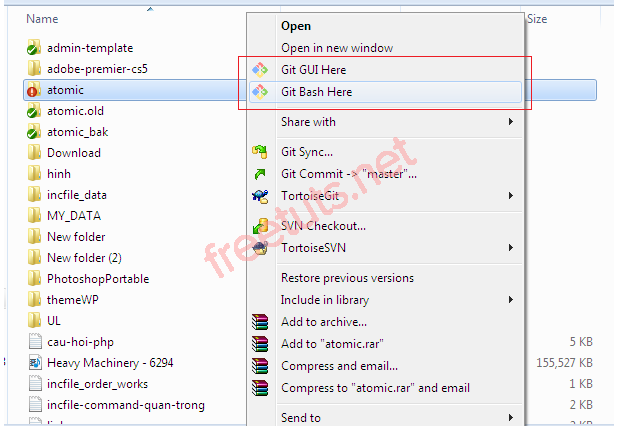 Name
Size
admin-template
adobe-premier-cs5
atomic
atomic.old
atomic_bak
Download
hinh
incfile_data
MY_DATA
New folder
New folder (2)
PhotoshopPortable
themeWP
UL
cau-hoi-php
5 KB
Heavy Machinery - 6294
155,527 KB
incfile_order_works
1 KB
incfile-command-quan-trong
2 KB
Open
Open in new window
Git GUI Here
Git Bash Here
Share with
Git Sync...
Git Commit -> "master"...
TortoiseGit
SVN Checkout...
TortoiseSVN
Restore previous versions
Include in library
Add to archive...
Add to "atomic.rar"
Compress and email...
Compress to "atomic.rar" and email
Send to
freetuts.net